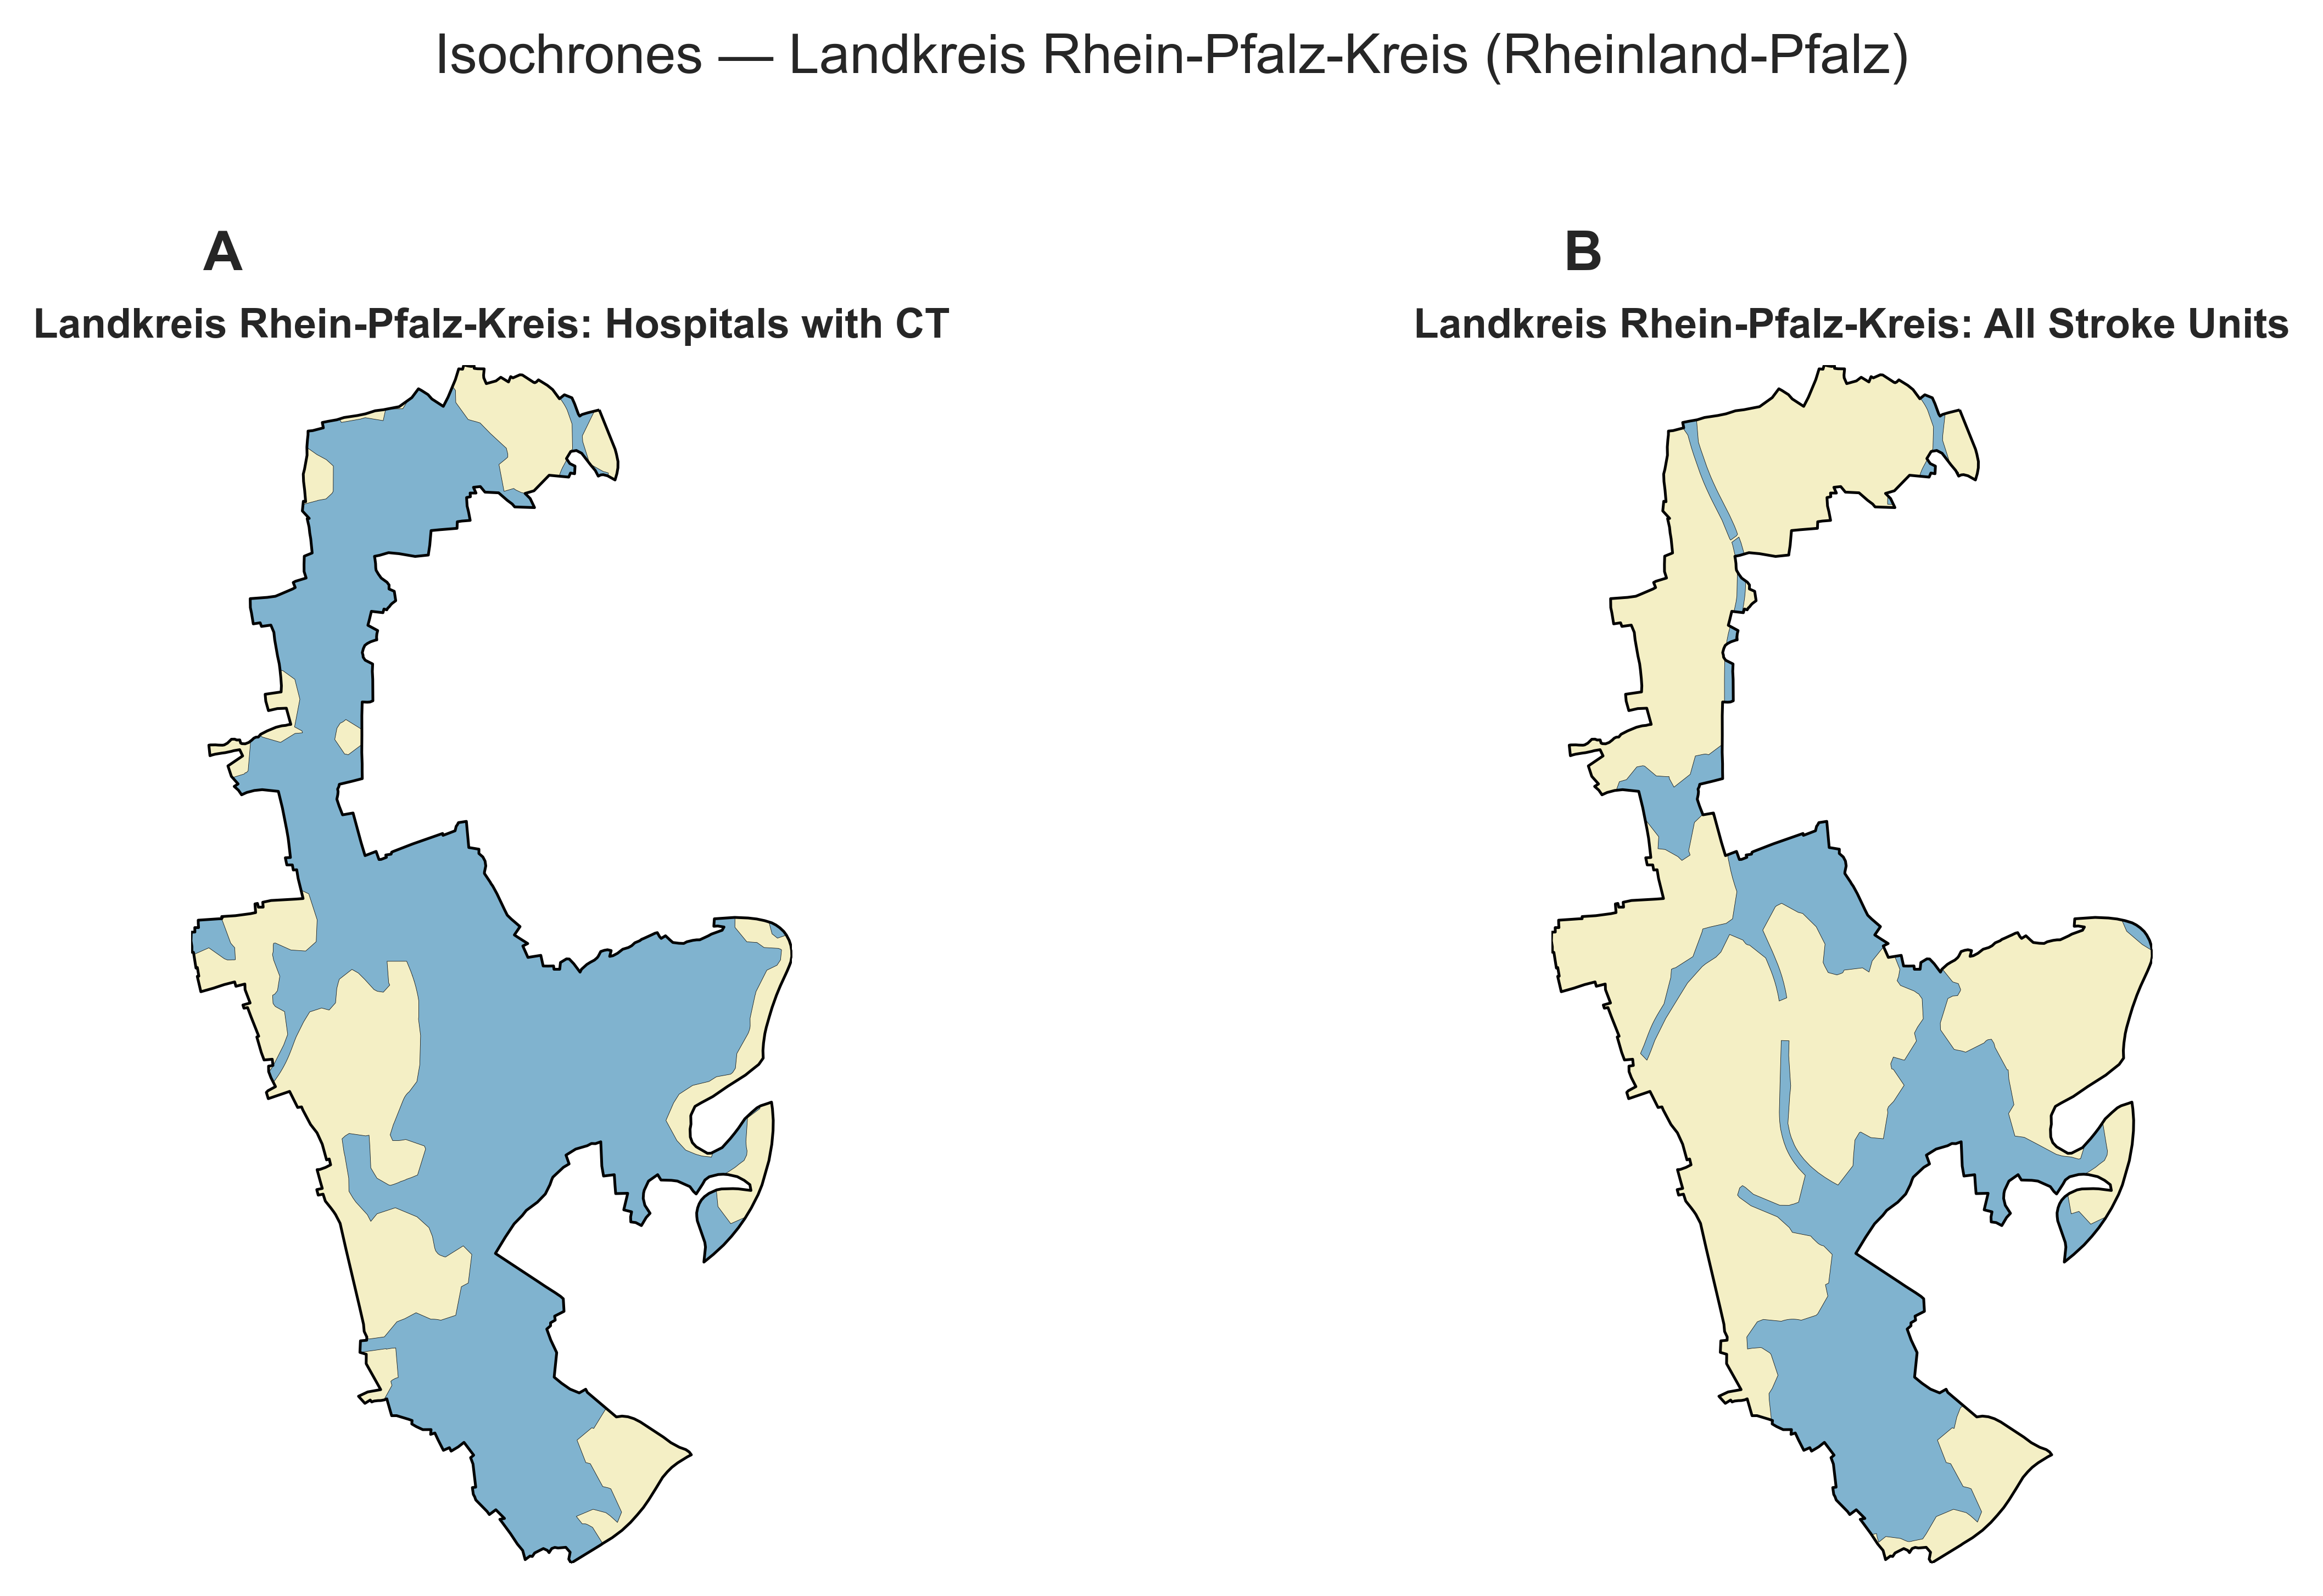 Isochrones — Landkreis Rhein-Pfalz-Kreis (Rheinland-Pfalz)
A
Landkreis Rhein-Pfalz-Kreis: Hospitals with CT
B
Landkreis Rhein-Pfalz-Kreis: All Stroke Units